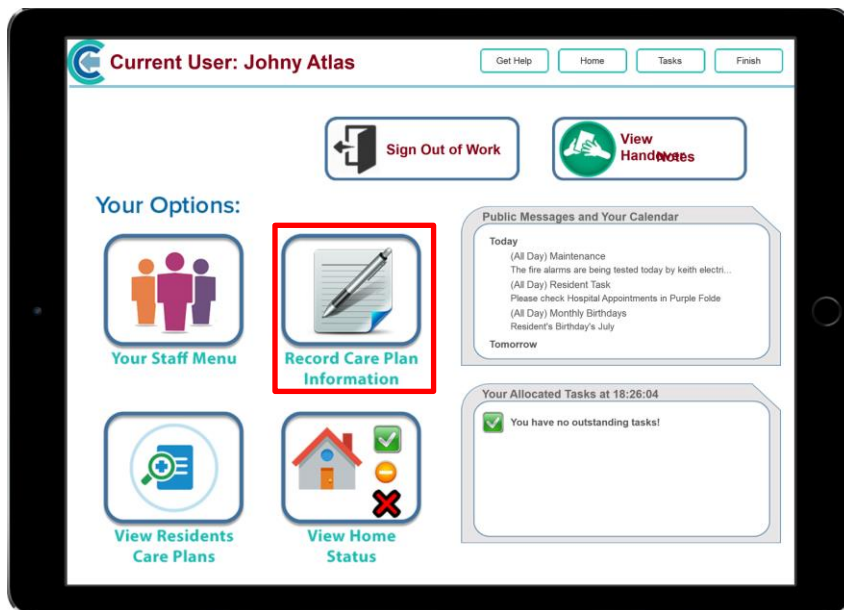 Current User: Johny Atlas
Get Help
Home
Tasks
Finish
Sign Out of Work
View
Handover
Notes
Your Options:
Your Staff Menu
Record Care Plan
Information
View Residents
Care Plans
View Home
Status
Public Messages and Your Calendar
Today
(All Day) Maintenance
The fire alarms are being tested today by keith electri...
(All Day) Resident Task
Please check Hospital Appointments in Purple Folde
(All Day) Monthly Birthdays
Resident's Birthday's July
Tomorrow
Your Allocated Tasks at 18:26:04
You have no outstanding tasks!